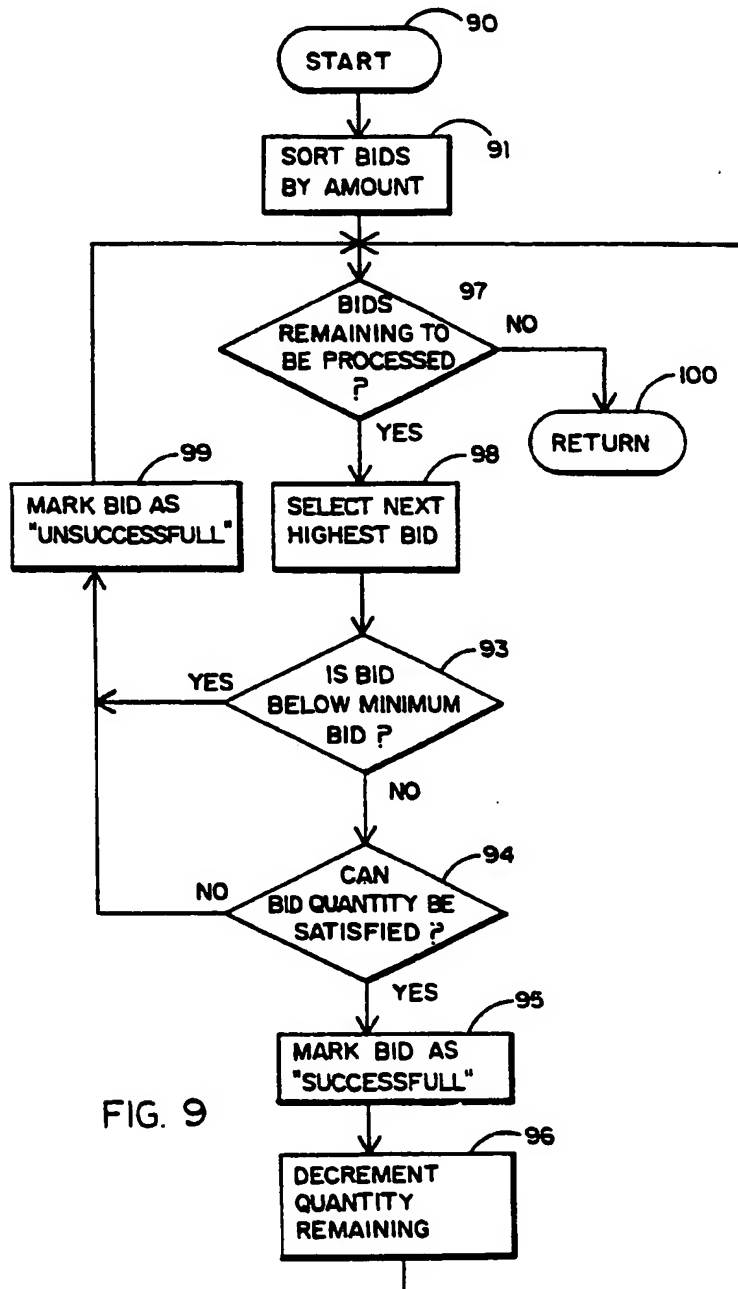 90
START
91
SORT BIDS
BY AMOUNT
97
BIDS
REMAINING TO
BE PROCESSED
?
NO
100
RETURN
YES
99
MARK BID AS
"UNSUCCESSFULL"
98
SELECT NEXT
HIGHEST BID
93
YES
IS BID
BELOW MINIMUM
BID ?
NO
94
NO
CAN
BID QUANTITY BE
SATISFIED ?
YES
95
MARK BID AS
"SUCCESSFULL"
FIG. 9
96
DECREMENT
QUANTITY
REMAINING